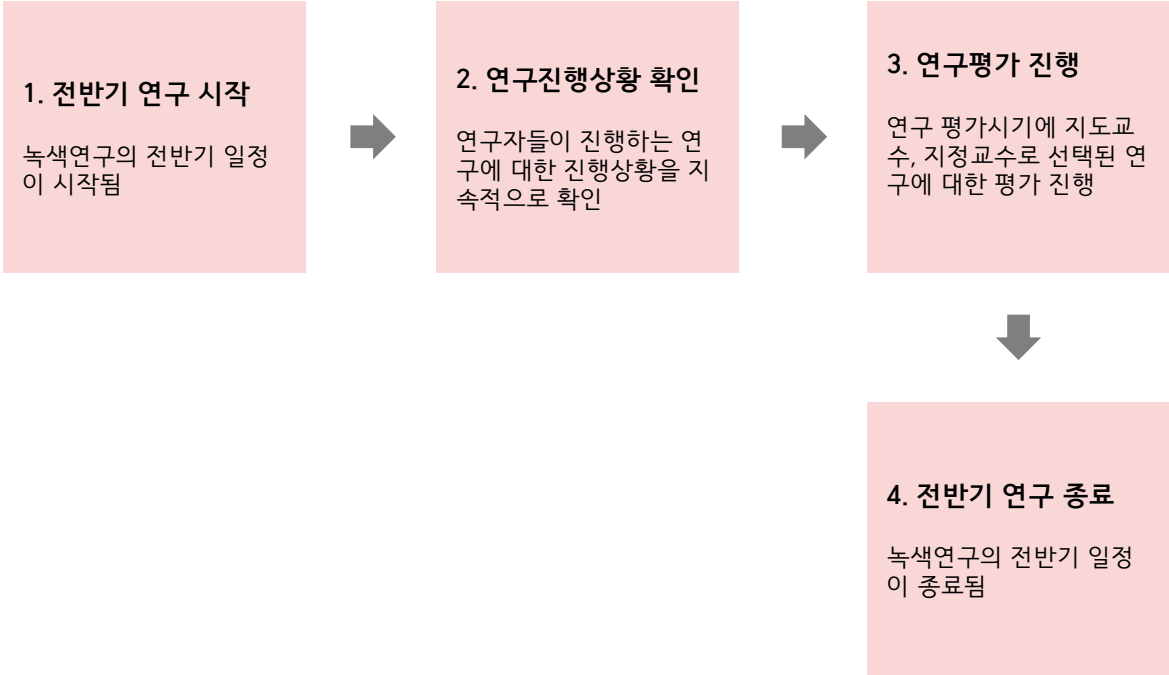 1. 전반기 연구 시작
녹색연구의 전반기 일정
이 시작됨
2. 연구진행상황 확인
연구자들이 진행하는 연
구에 대한 진행상황을 지
속적으로 확인
3. 연구평가 진행
연구 평가시기에 지도교
수, 지정교수로 선택된 연
구에 대한 평가 진행
4. 전반기 연구 종료
녹색연구의 전반기 일정
이 종료됨